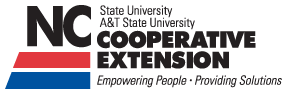 NC State University
A&T State University
COOPERATIVE
EXTENSION
Empowering People · Providing Solutions